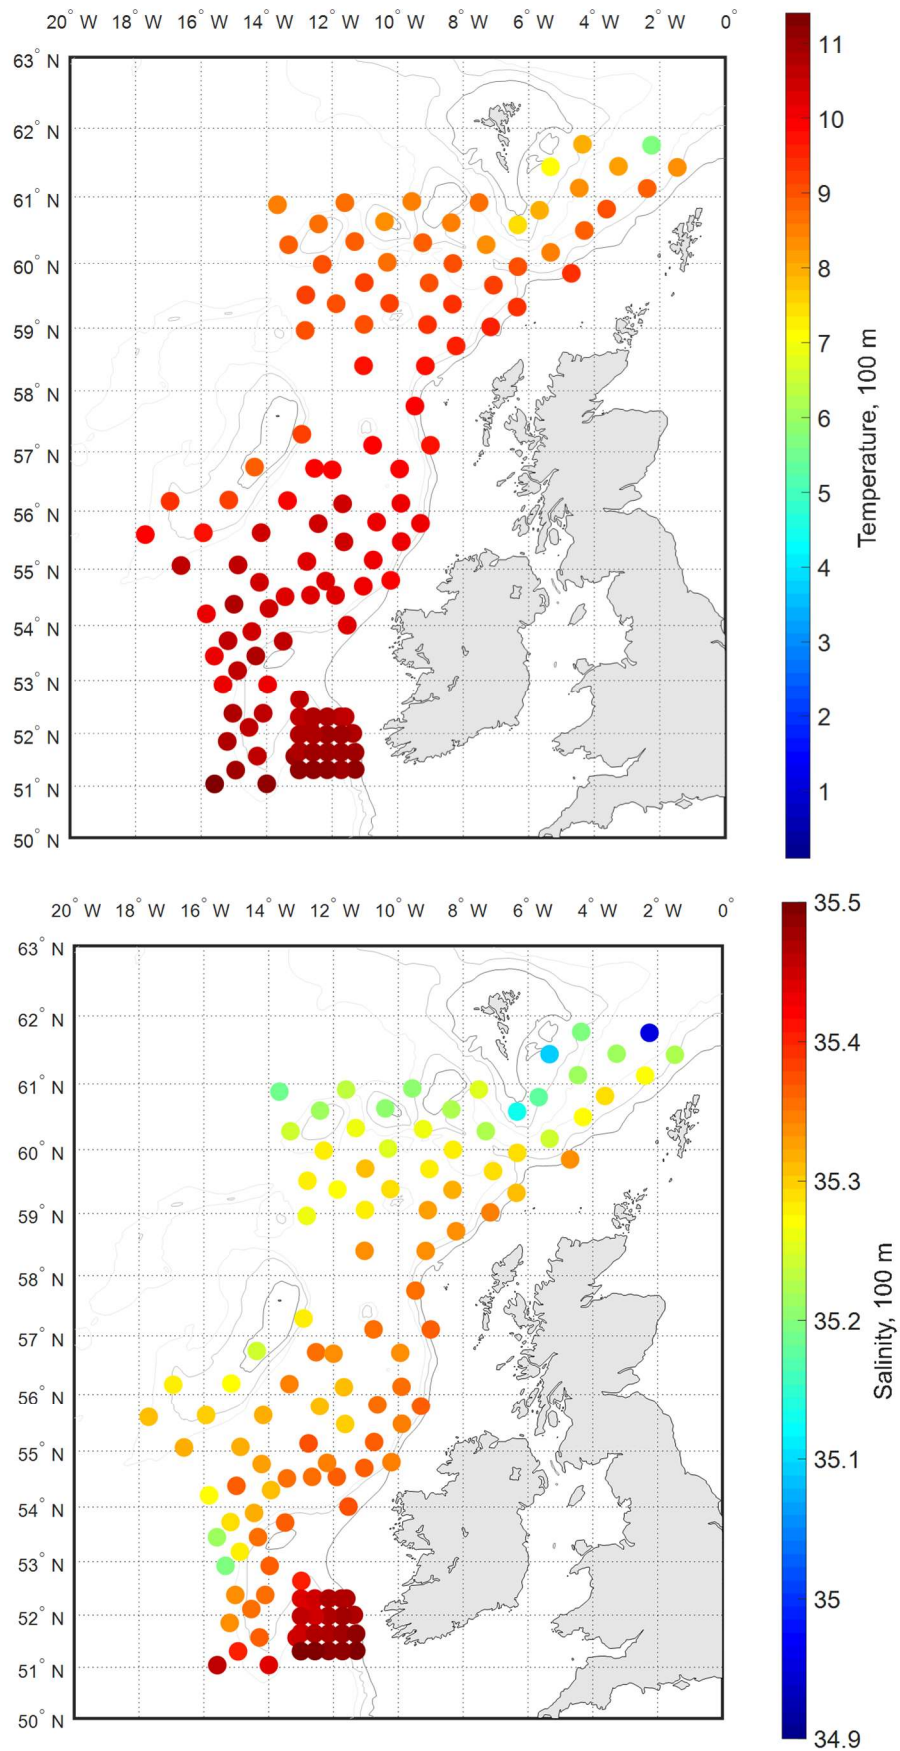 20° W 18° W 16° W 14° W 12° W 10° W 8° W 6° W 4° W 2° W 0°
63° N
62° N
61° N
60° N
59° N
58° N
57° N
56° N
55° N
54° N
53° N
52° N
51° N
50° N
11
10
9
8
7
6
5
4
3
2
1
Temperature, 100 m
20° W 18° W 16° W 14° W 12° W 10° W 8° W 6° W 4° W 2° W 0°
63° N
62° N
61° N
60° N
59° N
58° N
57° N
56° N
55° N
54° N
53° N
52° N
51° N
50° N
35.5
35.4
35.3
35.2
35.1
35
34.9
Salinity, 100 m